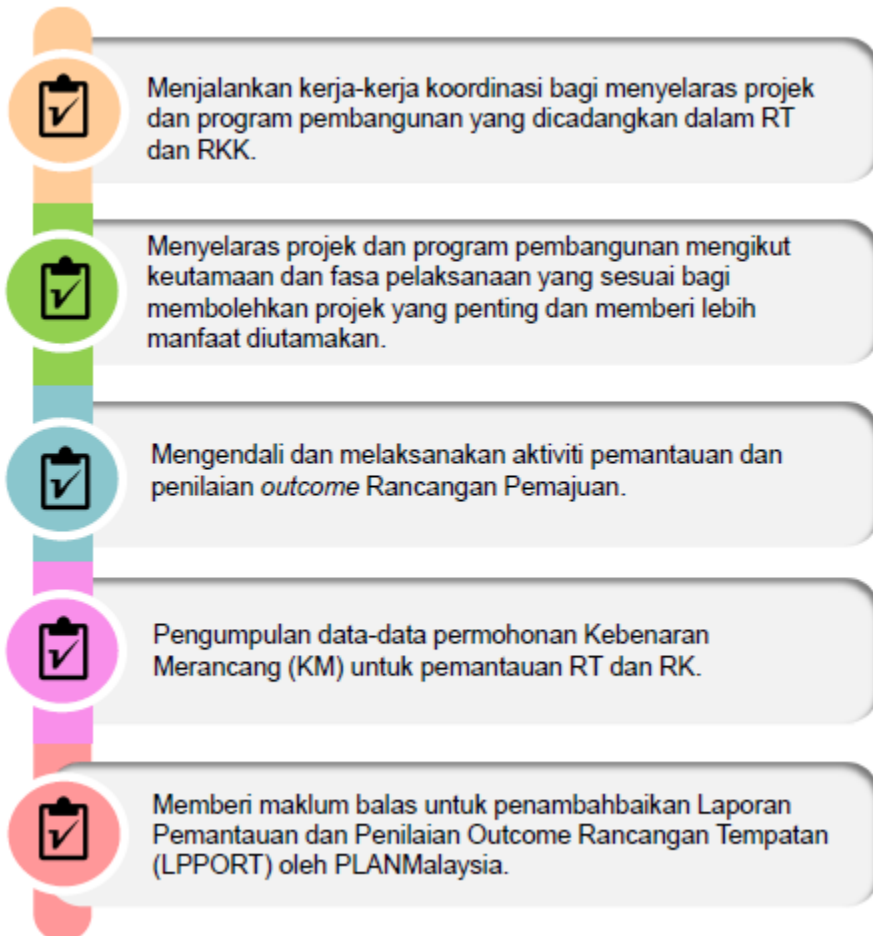 Menjalankan kerja-kerja koordinasi bagi menyelaras projek
dan program pembangunan yang dicadangkan dalam RT
dan RKK.
Menyelaras projek dan program pembangunan mengikut
keutamaan dan fasa pelaksanaan yang sesuai bagi
membolehkan projek yang penting dan memberi lebih
manfaat diutamakan.
Mengendali dan melaksanakan aktiviti pemantauan dan
penilaian outcome Rancangan Pemajuan.
Pengumpulan data-data permohonan Kebenaran
Merancang (KM) untuk pemantauan RT dan RK.
Memberi maklum balas untuk penambahbaikan Laporan
Pemantauan dan Penilaian Outcome Rancangan Tempatan
(LPPORT) oleh PLANMalaysia.